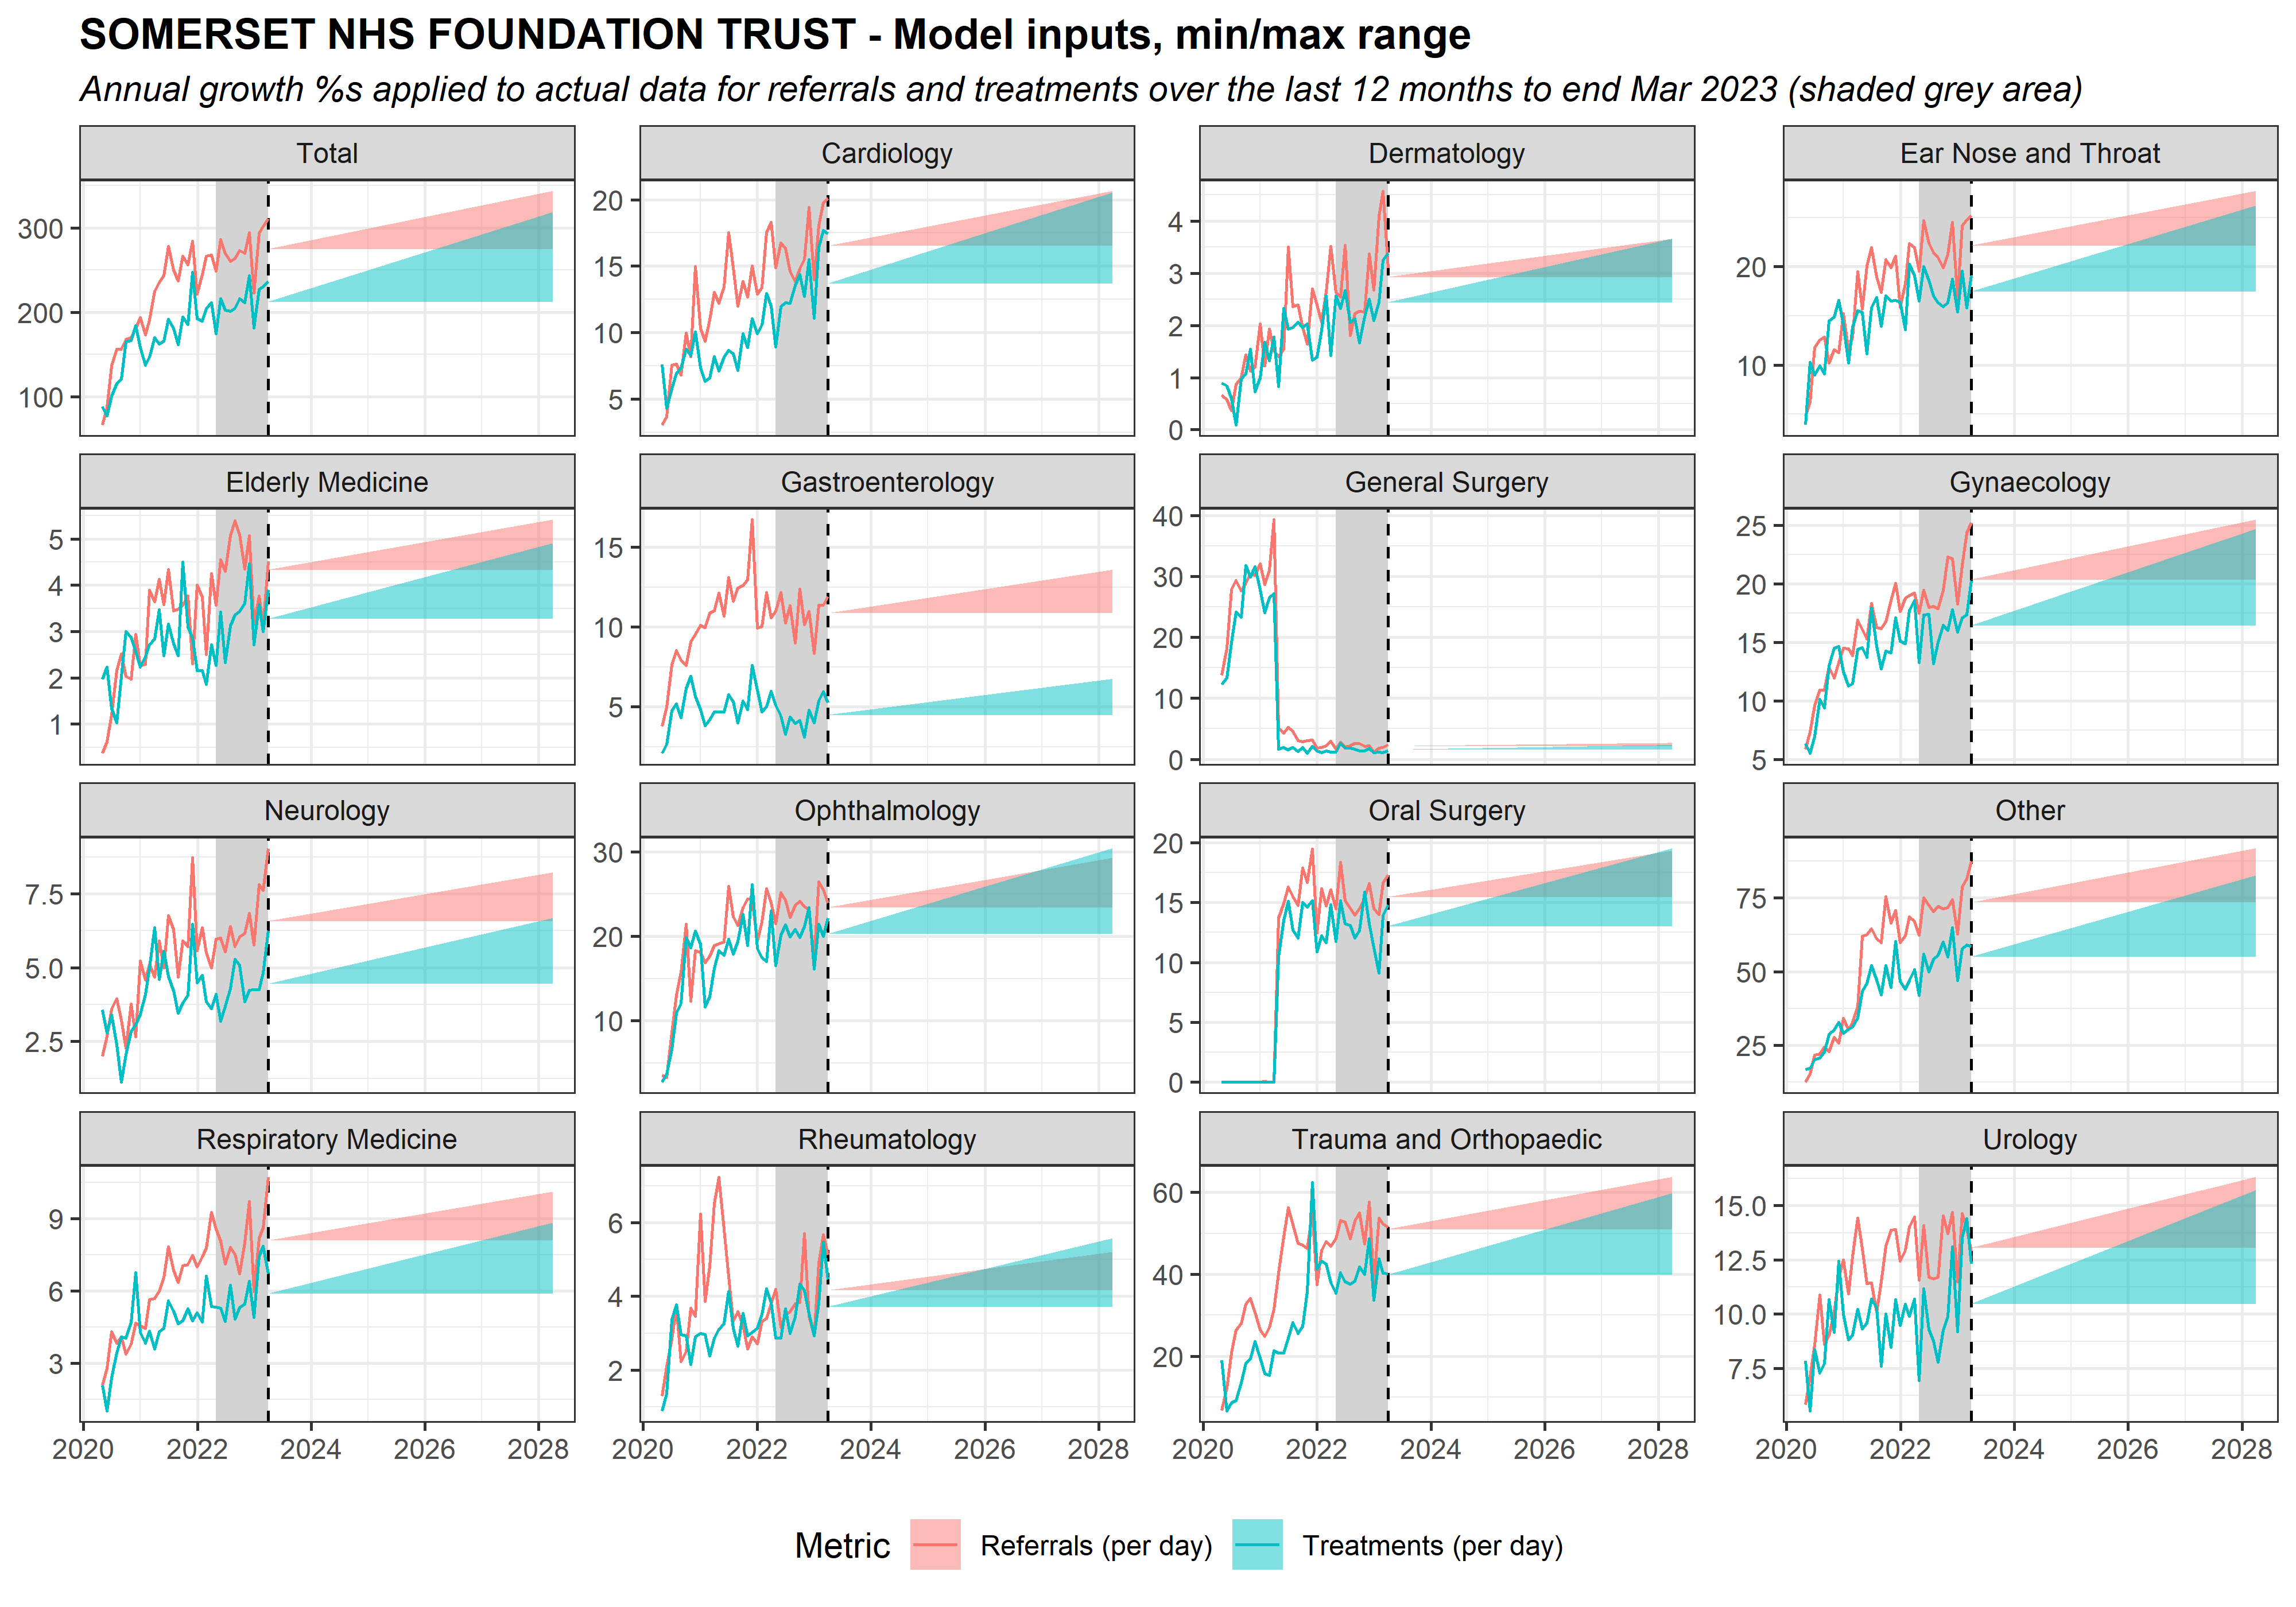 SOMERSET NHS FOUNDATION TRUST - Model inputs, min/max range
Annual growth %s applied to actual data for referrals and treatments over the last 12 months to end Mar 2023 (shaded grey area)
Total
Cardiology
Dermatology
Ear Nose and Throat
300
200
100
20
15
10
5
4
3
2
1
0
20
10
Elderly Medicine
Gastroenterology
General Surgery
Gynaecology
5
4
3
2
1
15
10
5
40
30
20
10
0
25
20
15
10
5
Neurology
Ophthalmology
Oral Surgery
Other
7.5
5.0
2.5
30
20
10
20
15
10
5
0
75
50
25
Respiratory Medicine
Rheumatology
Trauma and Orthopaedic
Urology
9
6
3
6
4
2
60
40
20
15.0
12.5
10.0
7.5
2020 2022 2024 2026 2028
2020 2022 2024 2026 2028
2020 2022 2024 2026 2028
2020 2022 2024 2026 2028
Metric Referrals (per day) Treatments (per day)